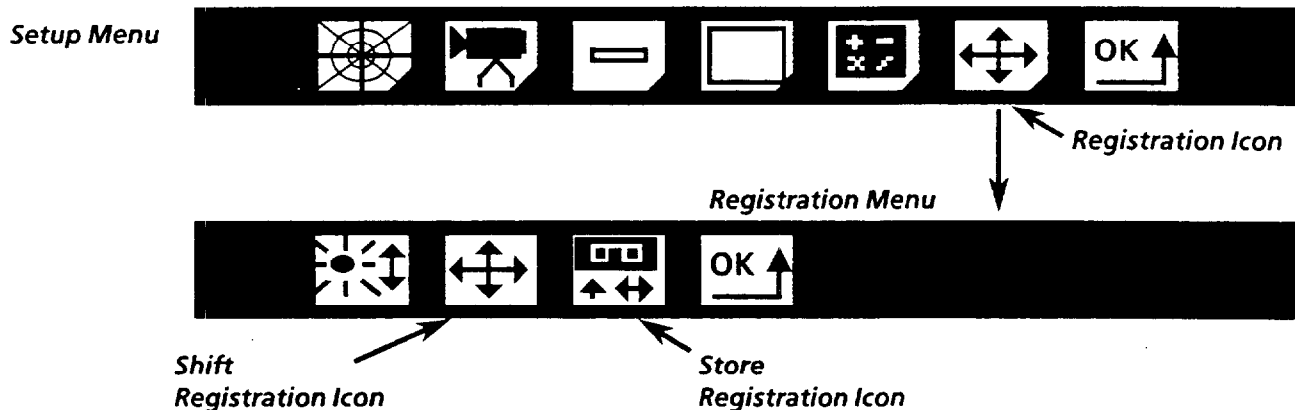 Setup Menu
OK
Registration Icon
Registration Menu
OK
Shift
Registration Icon
Store
Registration Icon